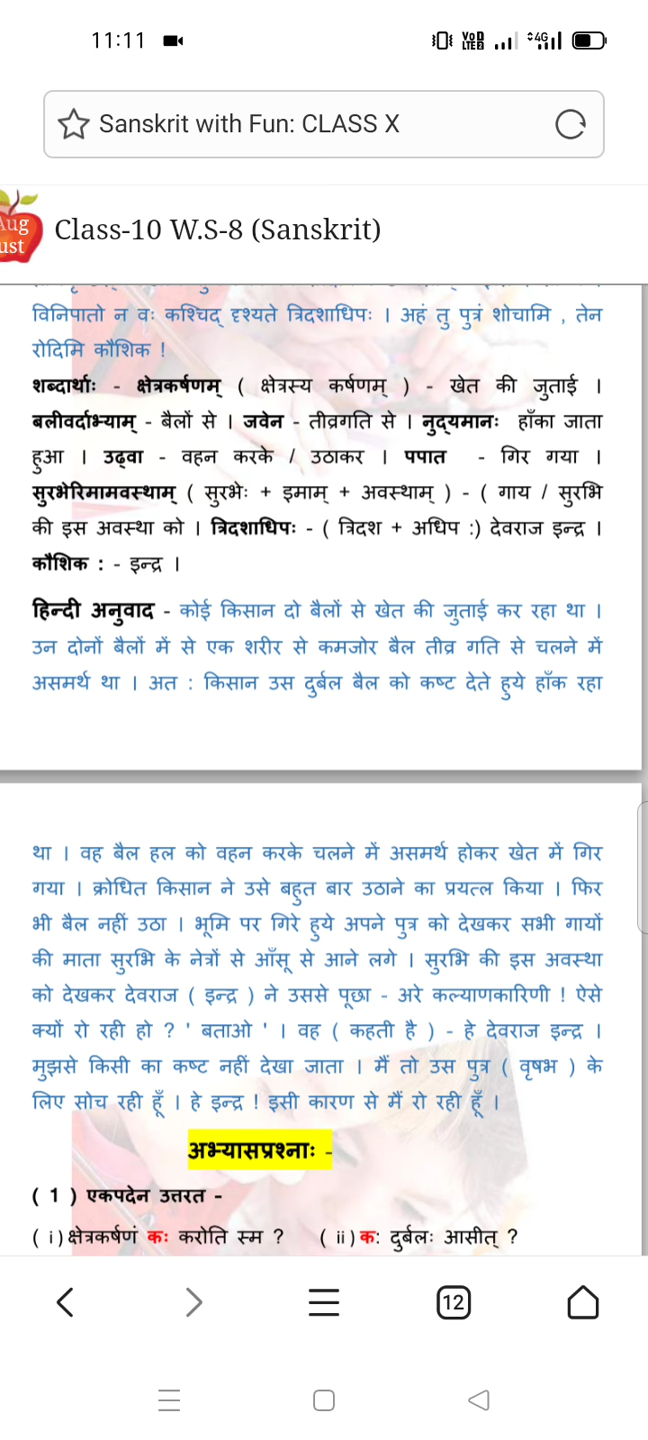 11:11
VoD LTE2 4G
Sanskrit with Fun: CLASS X
Aug
ust
Class-10 W.S-8 (Sanskrit)
विनिपातो न वः कश्चिद् दृश्यते त्रिदशाधिपः । अहं तु पुत्रं शोचामि , तेन
रोदिमि कौशिक !
शब्दार्थाः - क्षेत्रकर्षणम् ( क्षेत्रस्य कर्षणम् ) - खेत की जुताई ।
बलीवर्दाभ्याम् - बैलों से । जवेन - तीव्रगति से । नुद्यमानः हाँका जाता
हुआ । उढ्वा - वहन करके / उठाकर । पपात - गिर गया ।
सुरभेरिमामवस्थाम् ( सुरभेः + इमाम् + अवस्थाम् ) - ( गाय / सुरभि
की इस अवस्था को । त्रिदशाधिपः - ( त्रिदश + अधिप :) देवराज इन्द्र ।
कौशिक : - इन्द्र ।
हिन्दी अनुवाद - कोई किसान दो बैलों से खेत की जुताई कर रहा था ।
उन दोनों बैलों में से एक शरीर से कमजोर बैल तीव्र गति से चलने में
असमर्थ था । अत : किसान उस दुर्बल बैल को कष्ट देते हुये हाँक रहा
था । वह बैल हल को वहन करके चलने में असमर्थ होकर खेत में गिर
गया । क्रोधित किसान ने उसे बहुत बार उठाने का प्रयत्न किया । फिर
भी बैल नहीं उठा । भूमि पर गिरे हुये अपने पुत्र को देखकर सभी गायों
की माता सुरभि के नेत्रों से आँसू से आने लगे । सुरभि की इस अवस्था
को देखकर देवराज ( इन्द्र ) ने उससे पूछा - अरे कल्याणकारिणी ! ऐसे
क्यों रो रही हो ? ' बताओ ' । वह ( कहती है ) - हे देवराज इन्द्र ।
मुझसे किसी का कष्ट नहीं देखा जाता । मैं तो उस पुत्र ( वृषभ ) के
लिए सोच रही हूँ । हे इन्द्र ! इसी कारण से मैं रो रही हूँ ।
अभ्यासप्रश्नाः -
( 1 ) एकपदेन उत्तरत -
( i ) क्षेत्रकर्षणं कः करोति स्म ? ( ii ) क: दुर्बलः आसीत् ?
12